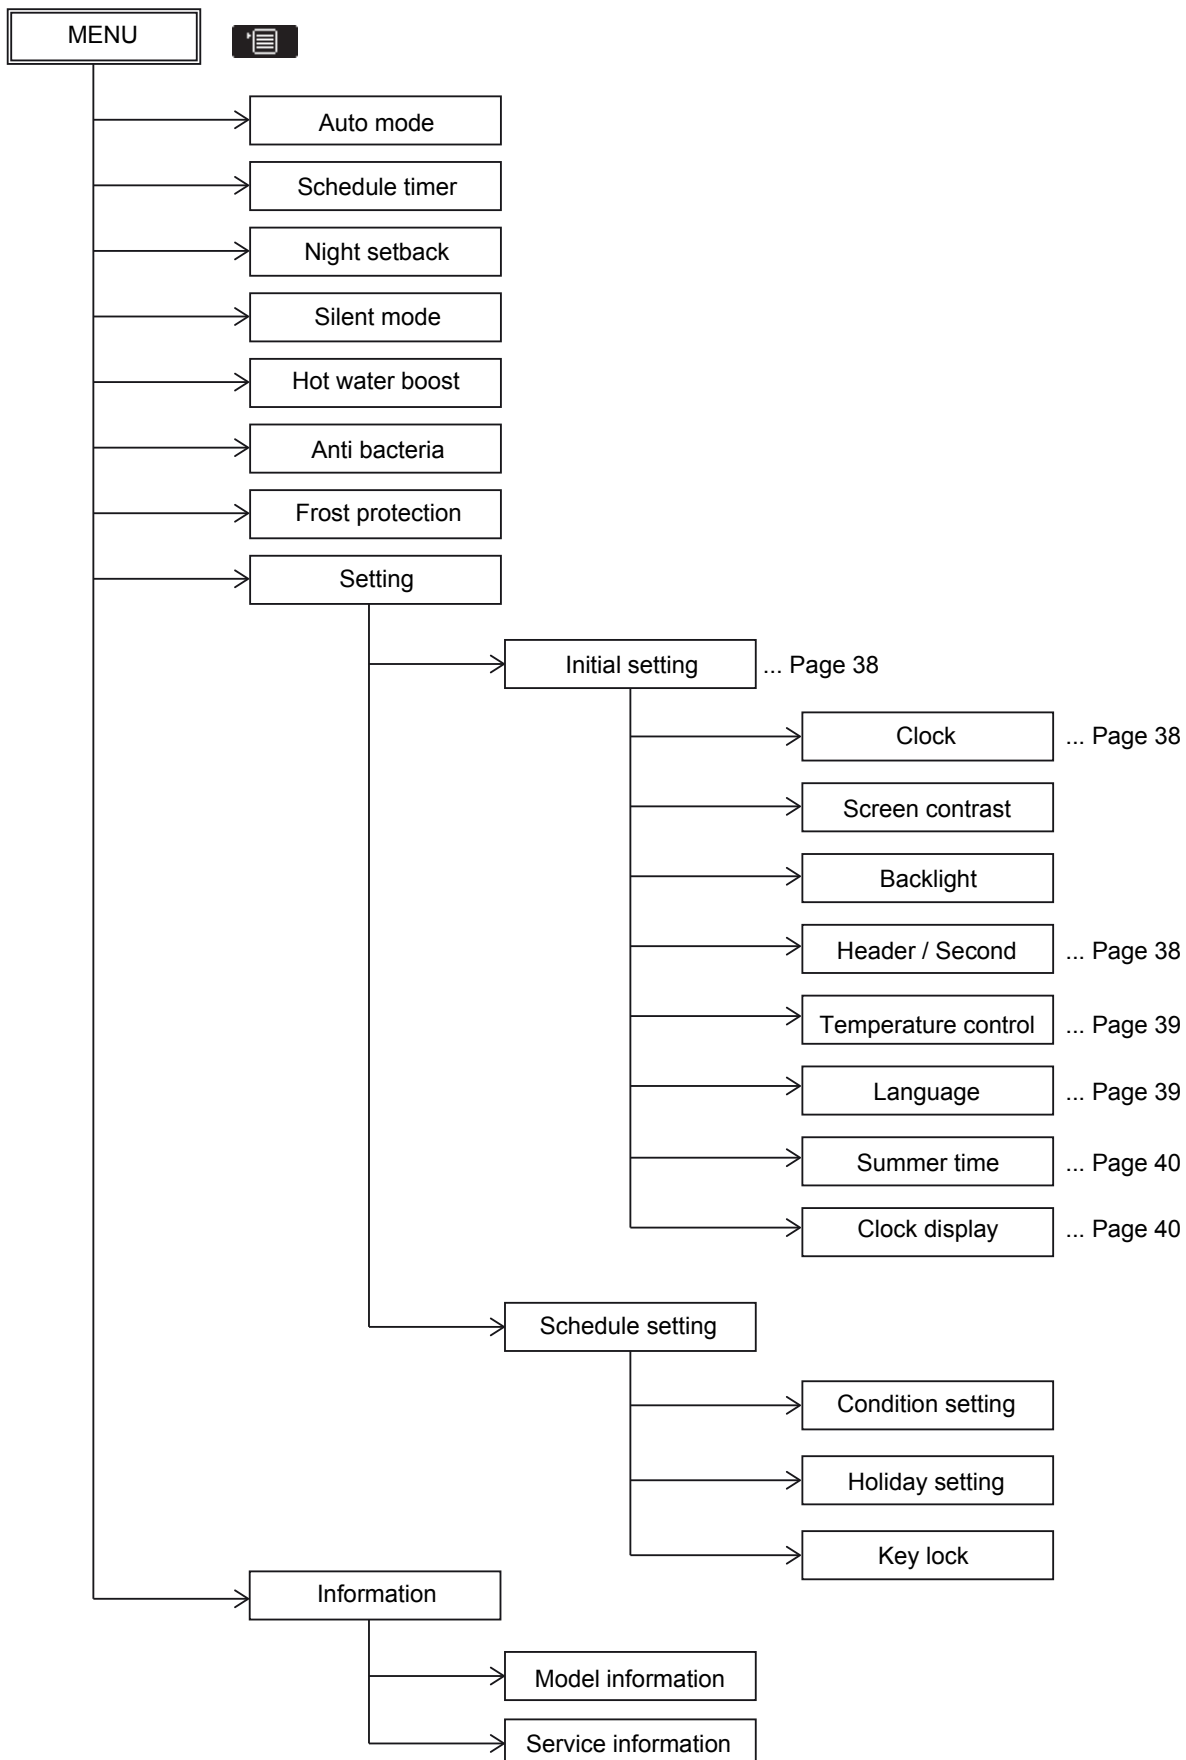 MENU
Auto mode
Schedule timer
Night setback
Silent mode
Hot water boost
Anti bacteria
Frost protection
Setting
Initial setting ... Page 38
Clock ... Page 38
Screen contrast
Backlight
Header / Second ... Page 38
Temperature control ... Page 39
Language ... Page 39
Summer time ... Page 40
Clock display ... Page 40
Schedule setting
Condition setting
Holiday setting
Key lock
Information
Model information
Service information